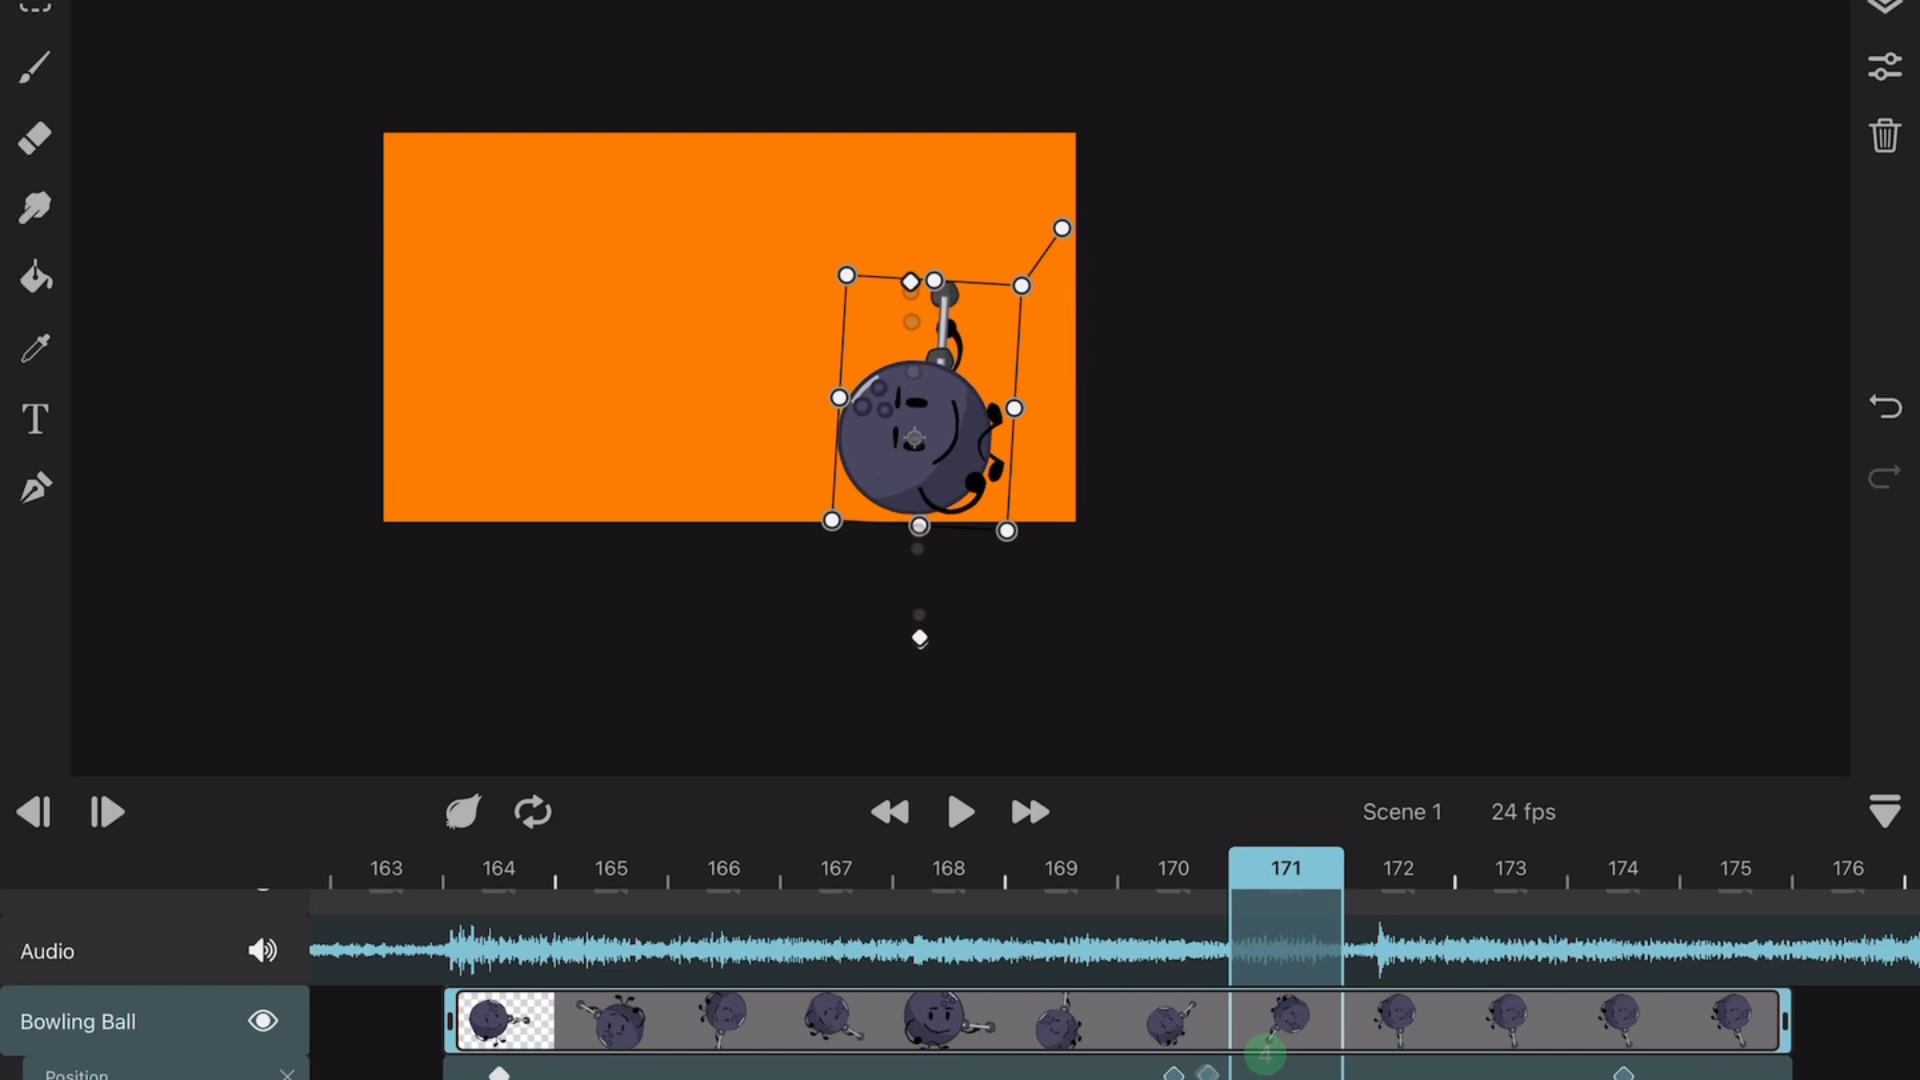 T
Scene 1 24 fps
163 164 165 166 167 168 169 170 171 172 173 174 175 176
Audio
Bowling Ball
4
Position